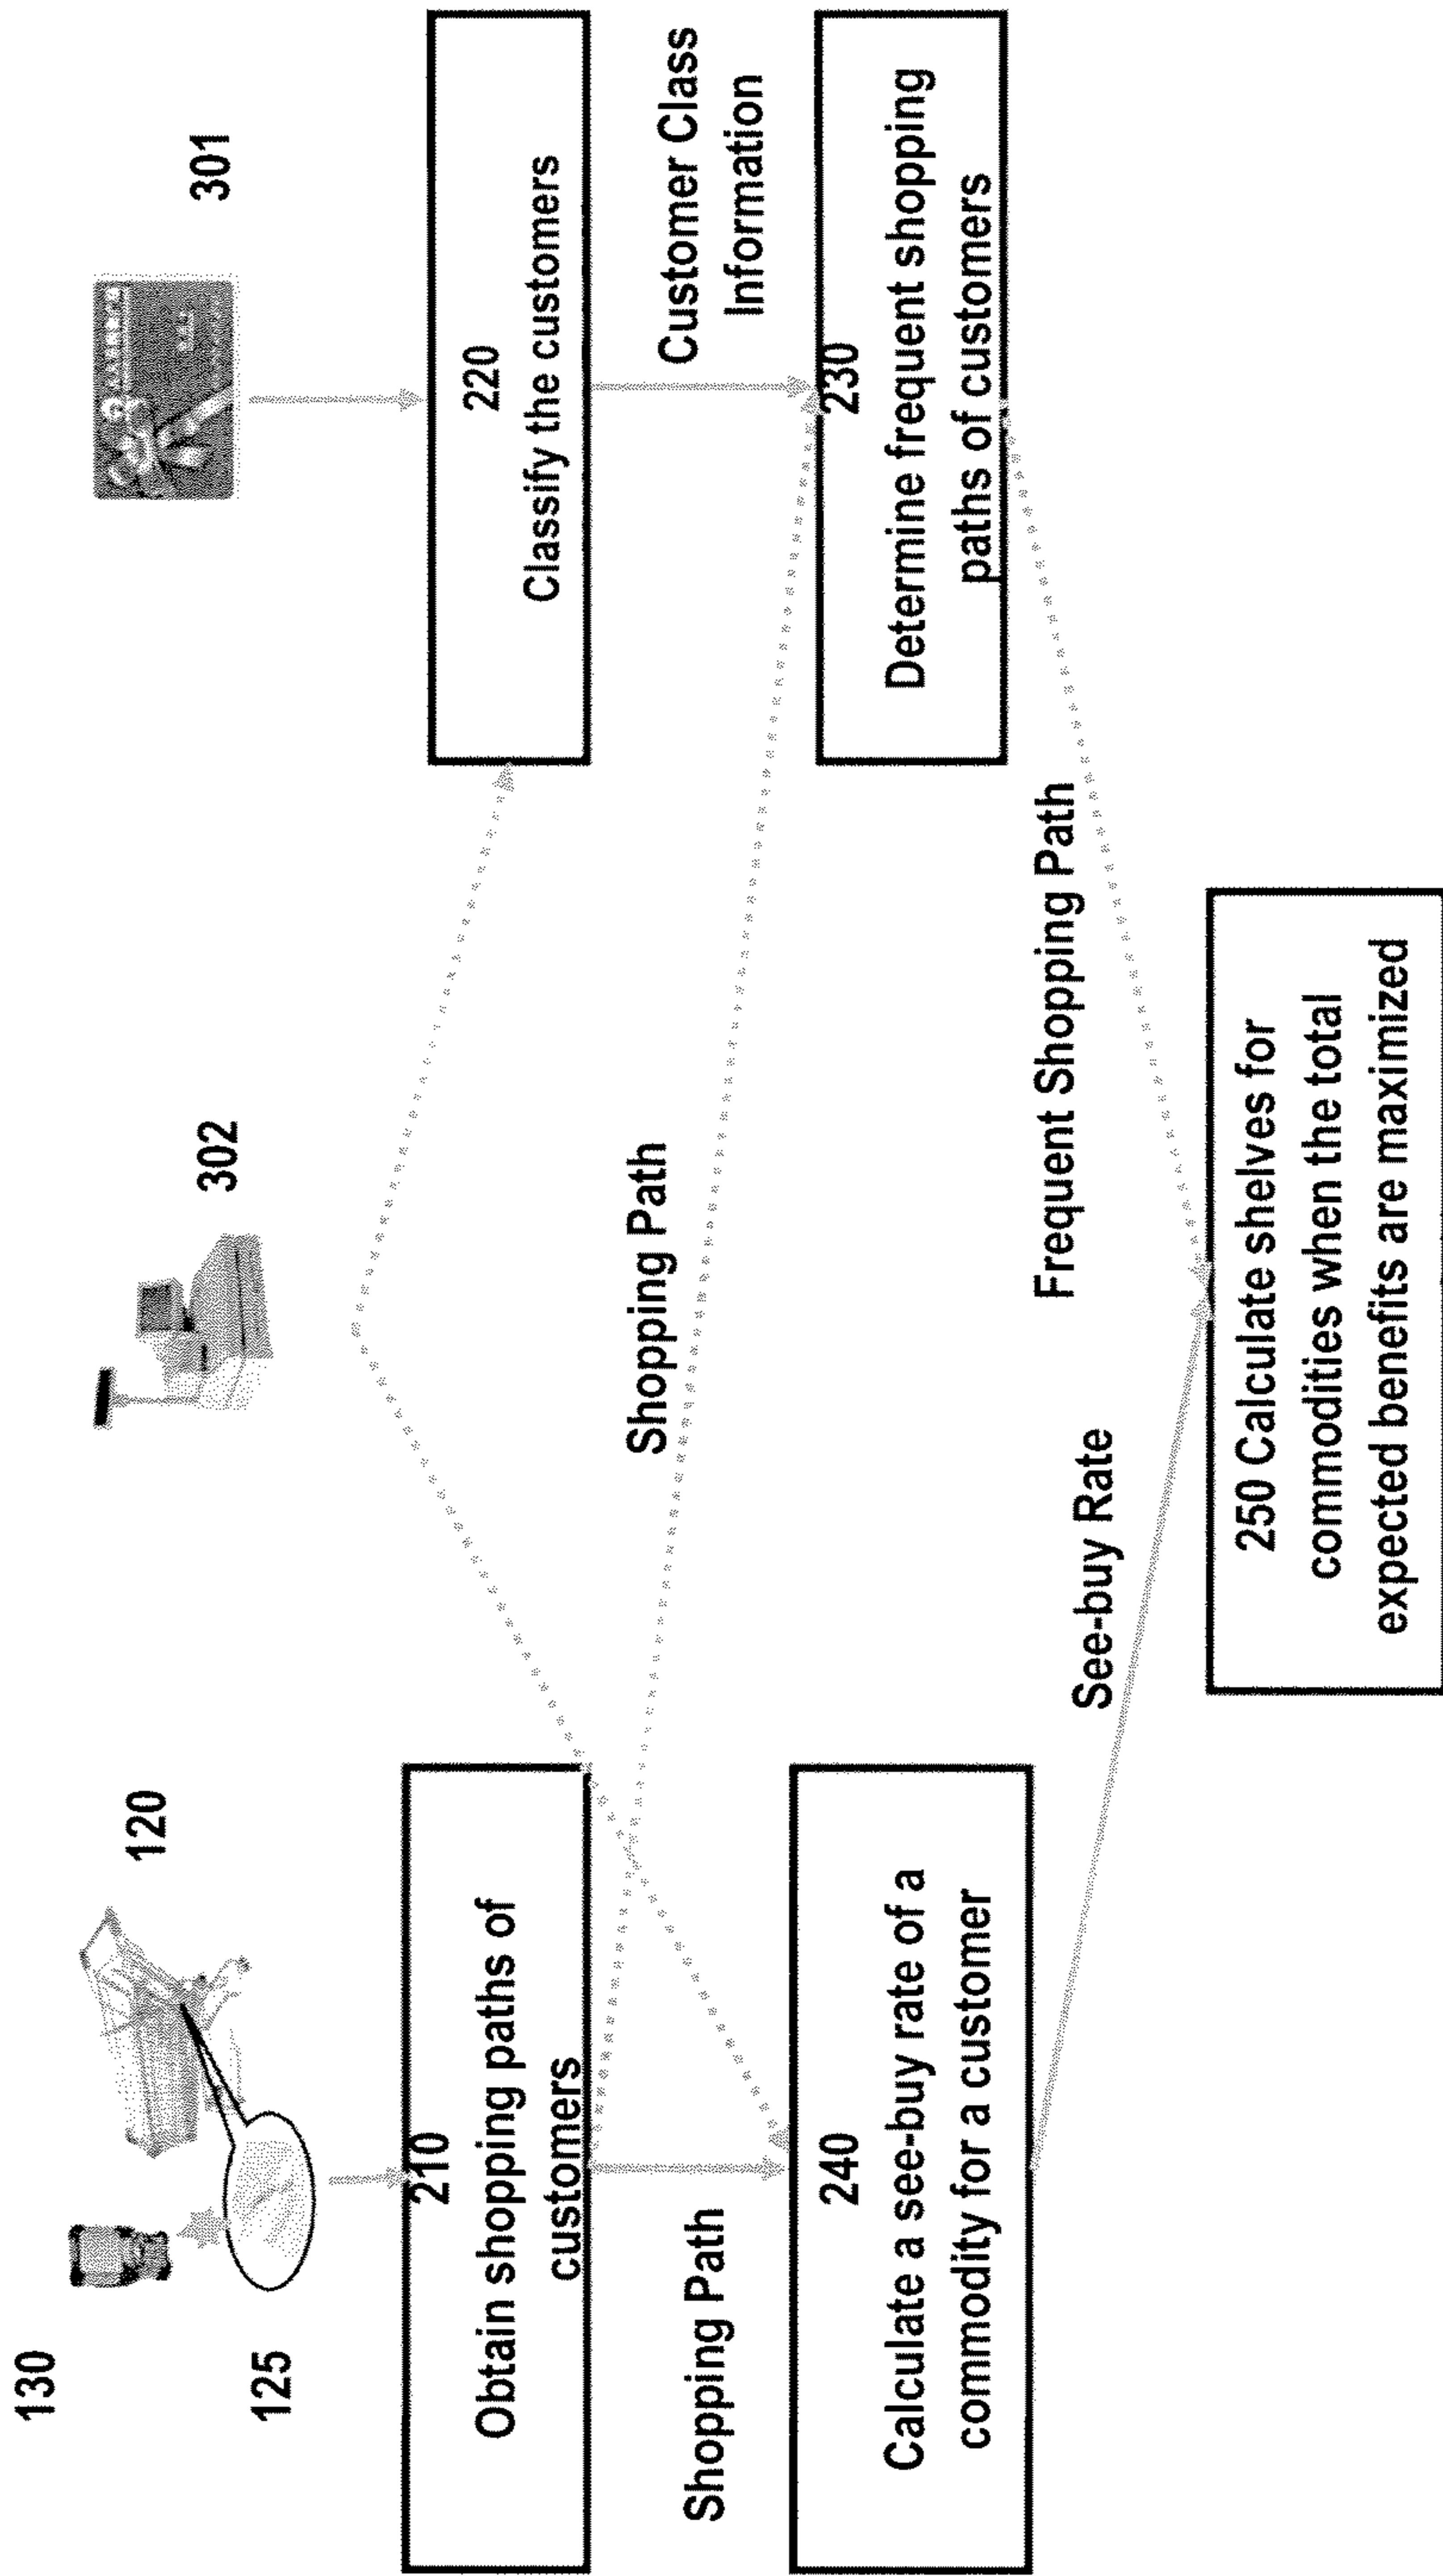 130
125
120
302
301
210
Obtain shopping paths of
customers
220
Classify the customers
Shopping Path
Shopping Path
Customer Class
Information
240
Calculate a see-buy rate of a
commodity for a customer
230
Determine frequent shopping
paths of customers
See-buy Rate
Frequent Shopping Path
250 Calculate shelves for
commodities when the total
expected benefits are maximized